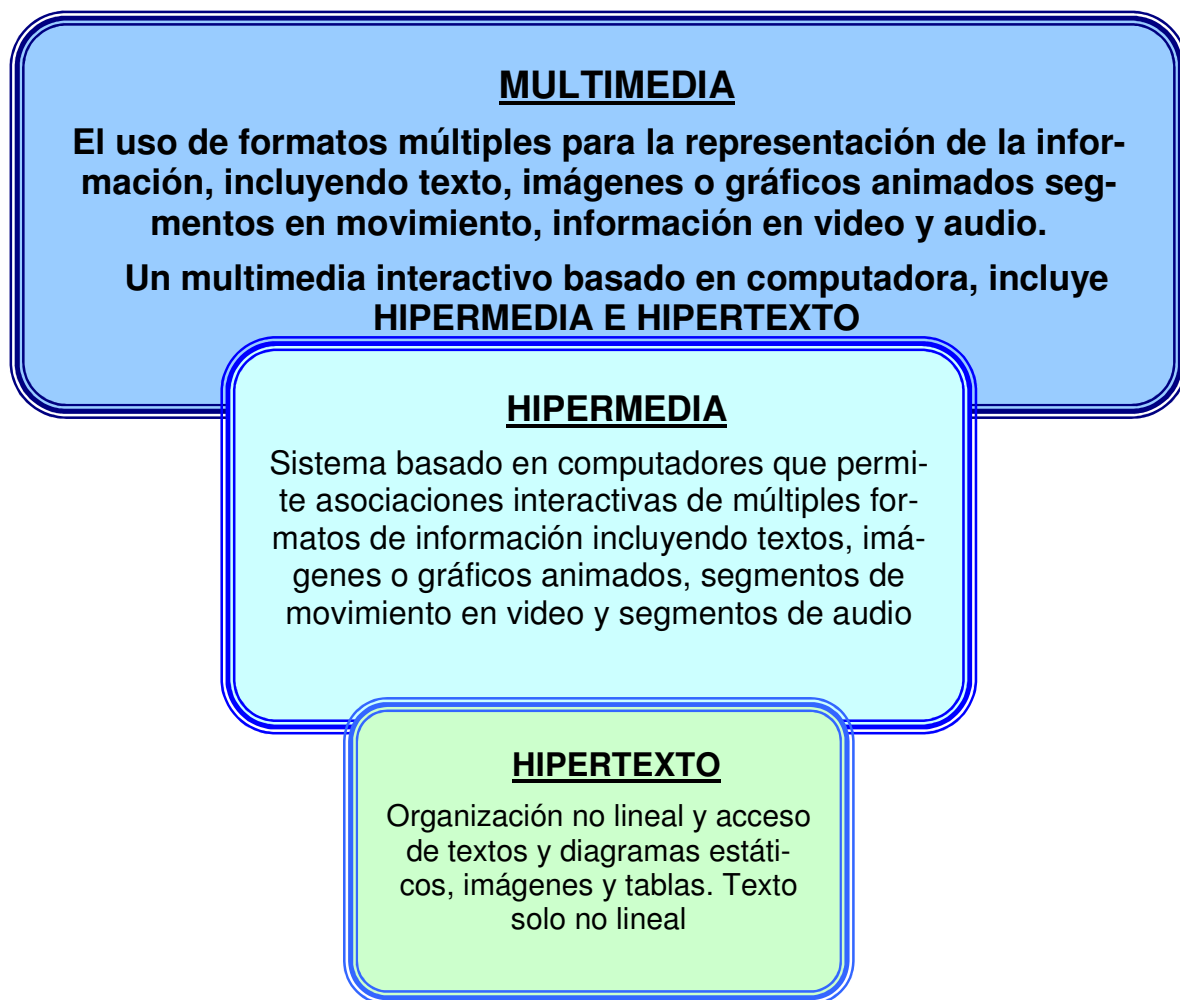 MULTIMEDIA
El uso de formatos múltiples para la representación de la infor-
mación, incluyendo texto, imágenes o gráficos animados seg-
mentos en movimiento, información en video y audio.
Un multimedia interactivo basado en computadora, incluye
HIPERMEDIA E HIPERTEXTO
HIPERMEDIA
Sistema basado en computadores que permi-
te asociaciones interactivas de múltiples for-
matos de información incluyendo textos, imá-
genes o gráficos animados, segmentos de
movimiento en video y segmentos de audio
HIPERTEXTO
Organización no lineal y acceso
de textos y diagramas estáti-
cos, imágenes y tablas. Texto
solo no lineal